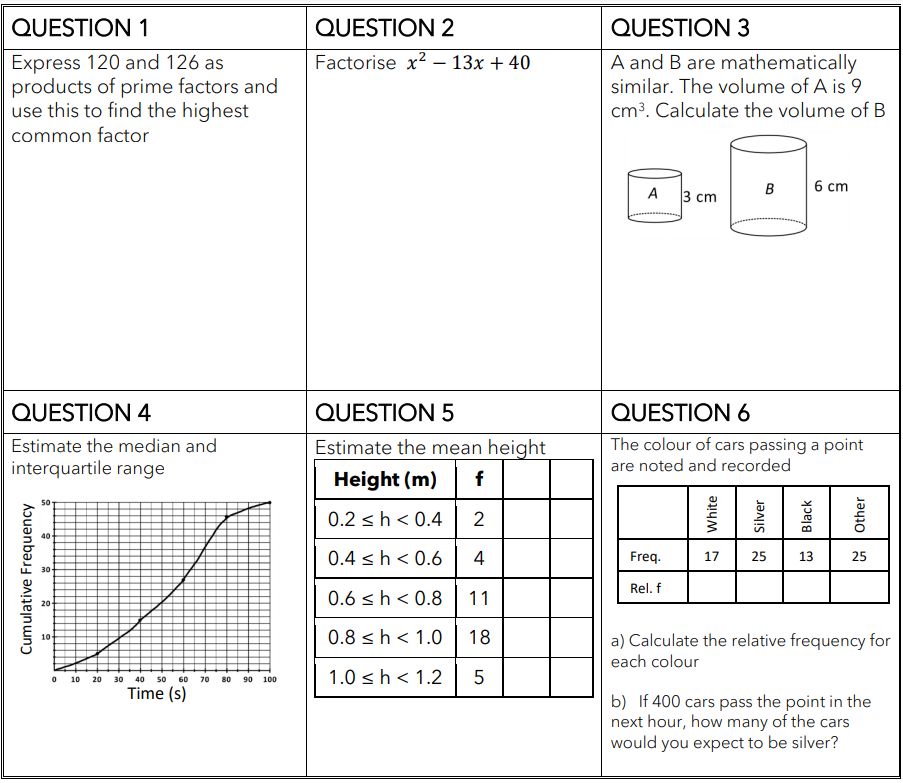 QUESTION 1
Express 120 and 126 as
products of prime factors and
use this to find the highest
common factor
QUESTION 2
Factorise x² − 13x + 40
QUESTION 3
A and B are mathematically
similar. The volume of A is 9
cm³. Calculate the volume of B
A
3 cm
B
6 cm
QUESTION 4
Estimate the median and
interquartile range
Cumulative Frequency
50
40
30
20
10
0 10 20 30 40 50 60 70 80 90 100
Time (s)
QUESTION 5
Estimate the mean height
Height (m) f
0.2 ≤ h < 0.4 2
0.4 ≤ h < 0.6 4
0.6 ≤ h < 0.8 11
0.8 ≤ h < 1.0 18
1.0 ≤ h < 1.2 5
QUESTION 6
The colour of cars passing a point
are noted and recorded
White Silver Black Other
Freq. 17 25 13 25
Rel. f
a) Calculate the relative frequency for
each colour
b) If 400 cars pass the point in the
next hour, how many of the cars
would you expect to be silver?